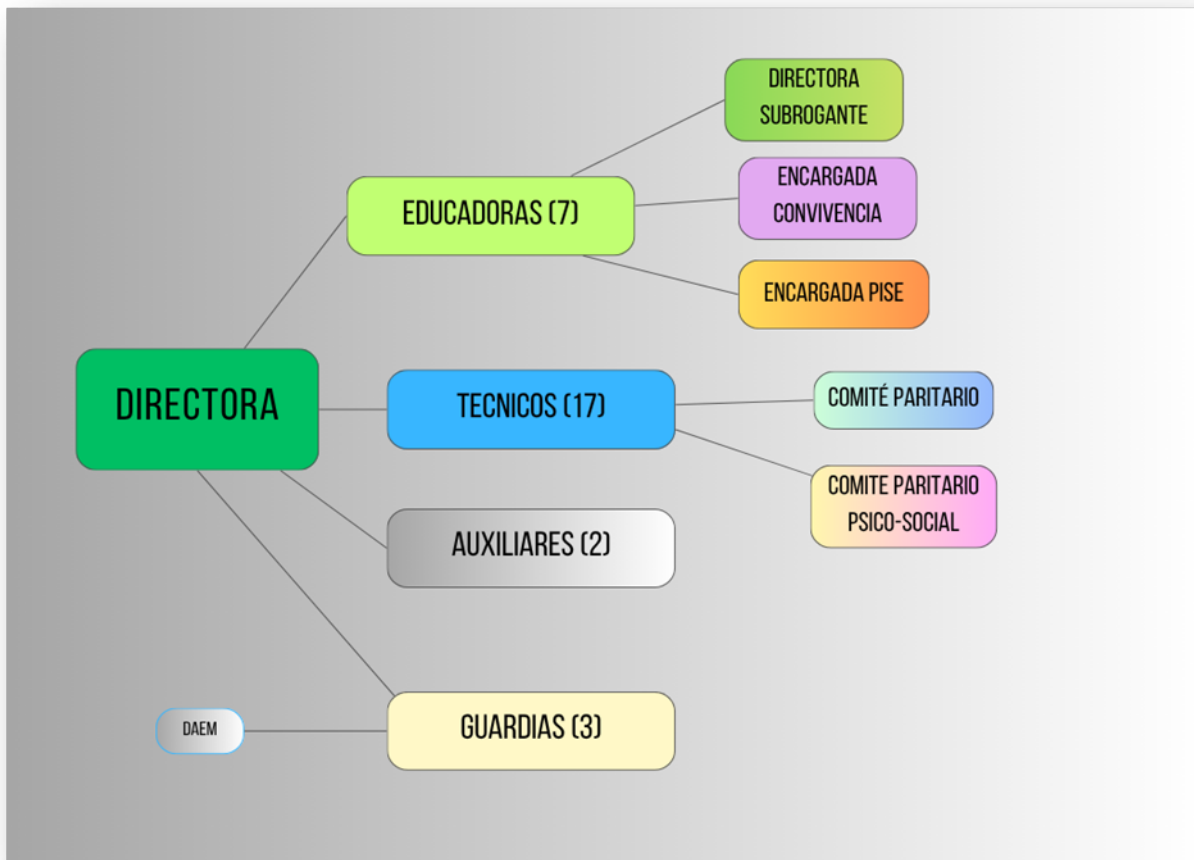 DIRECTORA
SUBROGANTE
ENCARGADA
CONVIVENCIA
EDUCADORAS (7)
ENCARGADA PISE
DIRECTORA
TECNICOS (17)
COMITÉ PARITARIO
COMITE PARITARIO
PSICO-SOCIAL
AUXILIARES (2)
DAEM
GUARDIAS (3)